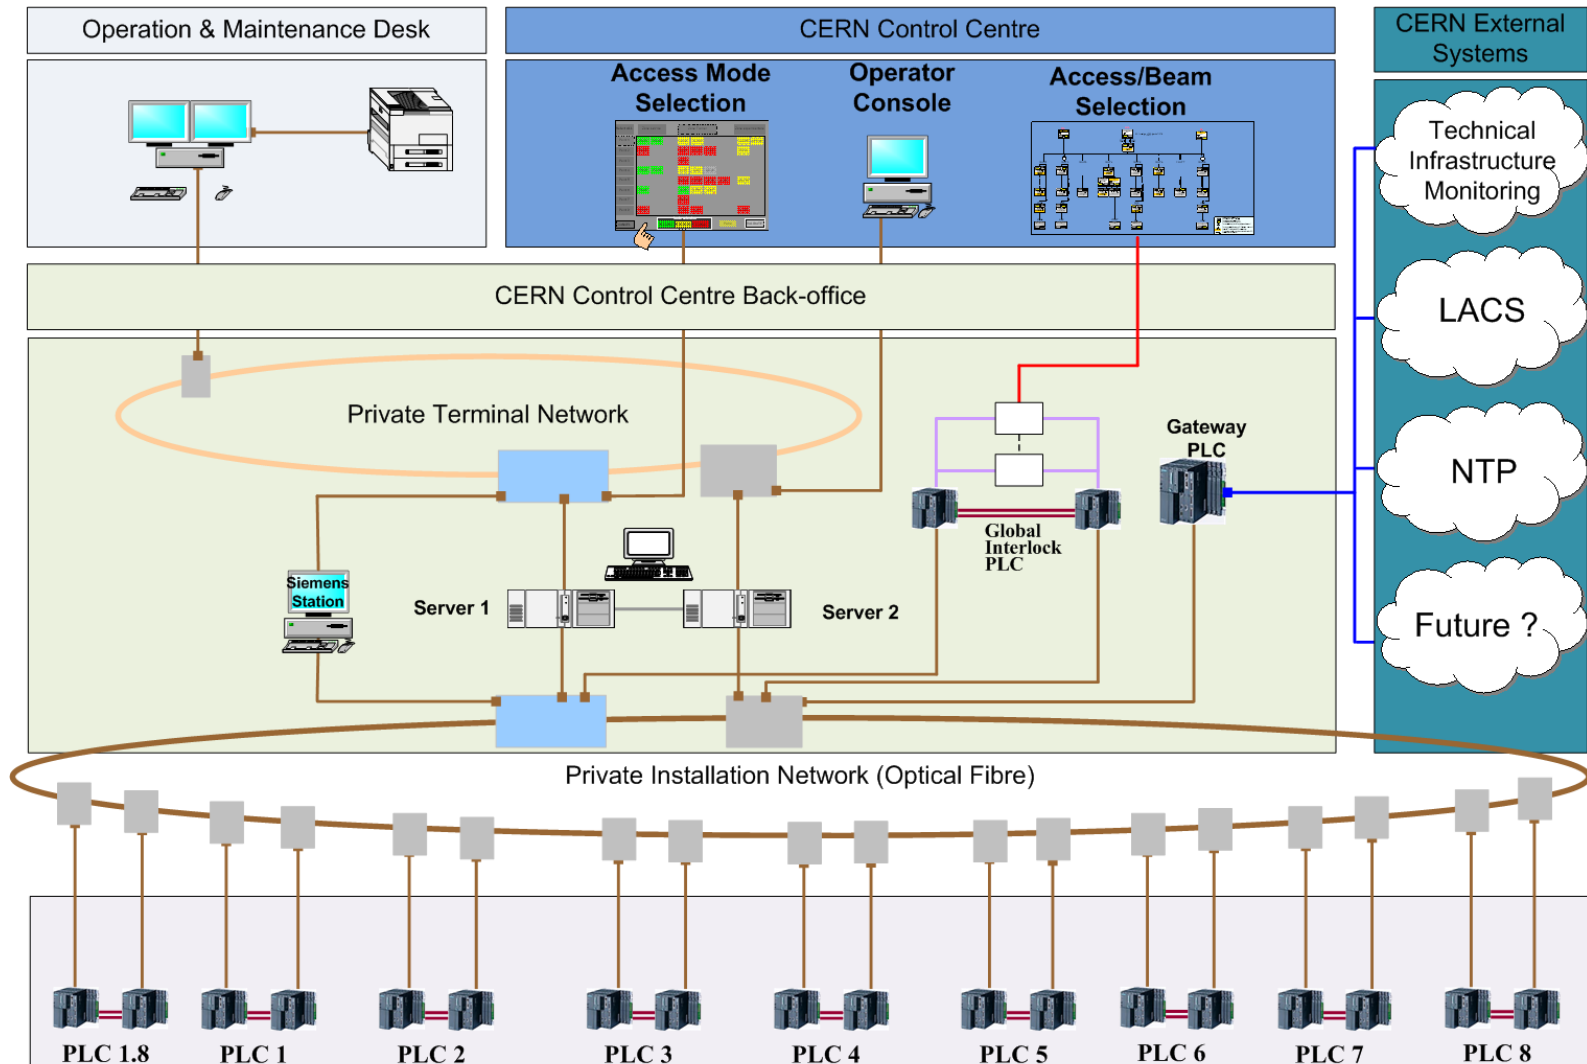 Operation & Maintenance Desk
CERN Control Centre
CERN External
Systems
Access Mode
Selection
Operator
Console
Access/Beam
Selection
Technical
Infrastructure
Monitoring
CERN Control Centre Back-office
LACS
Private Terminal Network
Gateway
PLC
NTP
Global
Interlock
PLC
Siemens
Station
Server 1
Server 2
Future ?
Private Installation Network (Optical Fibre)
PLC 1.8
PLC 1
PLC 2
PLC 3
PLC 4
PLC 5
PLC 6
PLC 7
PLC 8